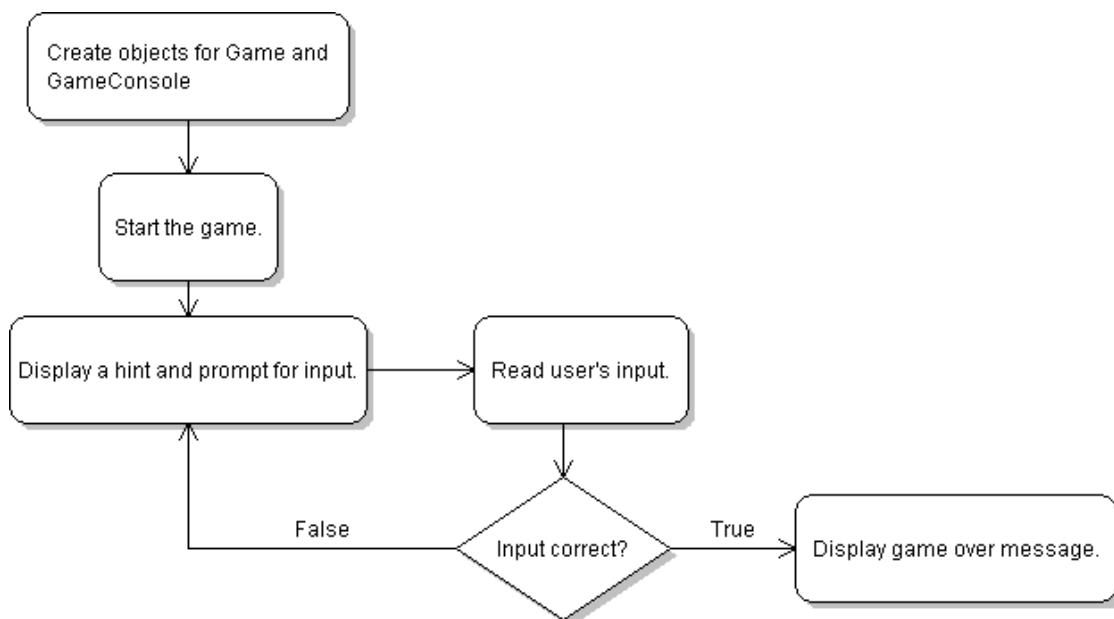 Create objects for Game and
GameConsole
Start the game.
Display a hint and prompt for input.
Read user's input.
Input correct?
False
True
Display game over message.